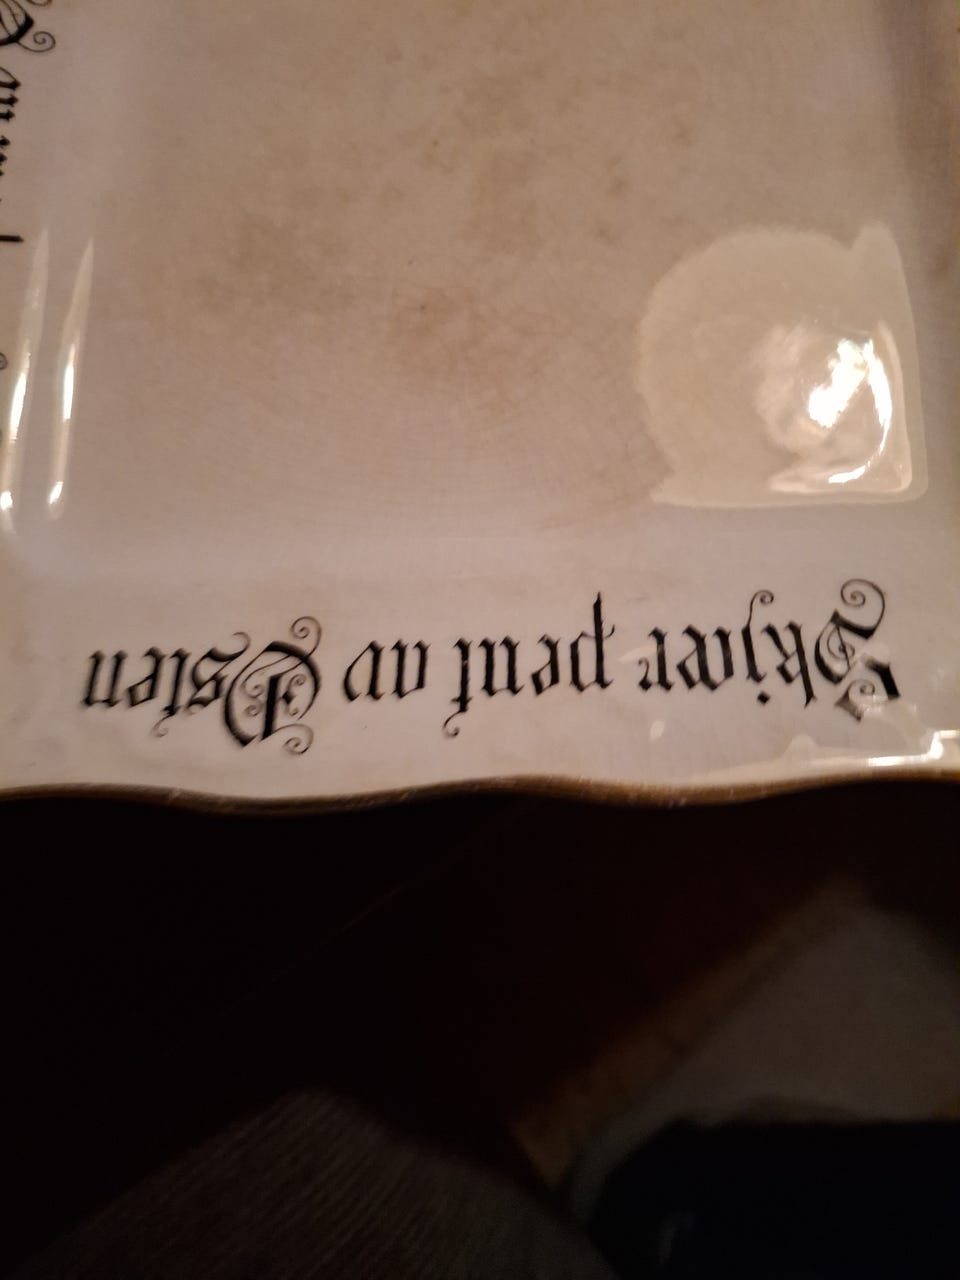 Skjær pent av Osten